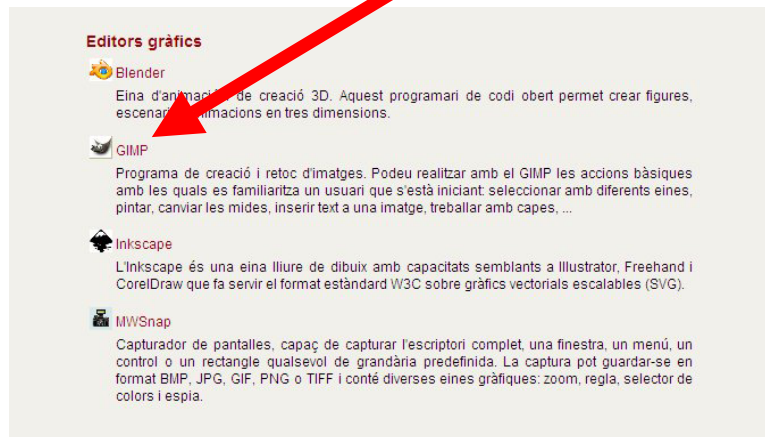 Editors gràfics
Blender
Eina d'animació i de creació 3D. Aquest programari de codi obert permet crear figures,
escenaris animacions en tres dimensions.
GIMP
Programa de creació i retoc d'imatges. Podeu realitzar amb el GIMP les accions bàsiques
amb les quals es familiaritza un usuari que s'està iniciant: seleccionar amb diferents eines,
pintar, canviar les mides, inserir text a una imatge, treballar amb capes, ...
Inkscape
L'Inkscape és una eina lliure de dibuix amb capacitats semblants a Illustrator, Freehand i
CorelDraw que fa servir el format estàndard W3C sobre gràfics vectorials escalables (SVG).
MWSnap
Capturador de pantalles, capaç de capturar l'escriptori complet, una finestra, un menú, un
control o un rectangle qualsevol de grandària predefinida. La captura pot guardar-se en
format BMP, JPG, GIF, PNG o TIFF i conté diverses eines gràfiques: zoom, regla, selector de
colors i espia.